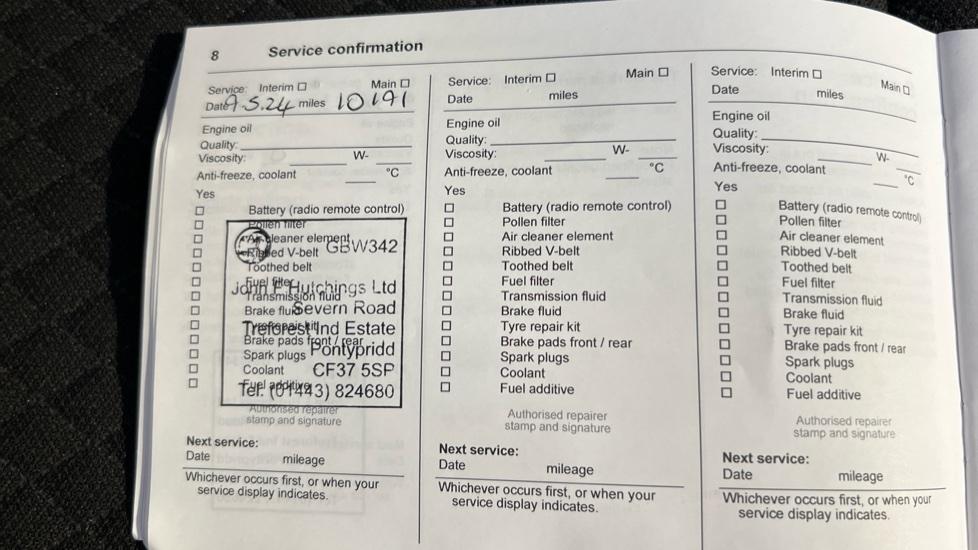 8 Service confirmation
Service: Interim Main
Date 9.5.24 miles 10191
Engine oil
Quality:
Viscosity: W-
Anti-freeze, coolant °C
Yes
Battery (radio remote control)
Pollen filter
Air cleaner element
Ribbed V-belt
Toothed belt
Fuel filter
Transmission fluid
Brake fluid
Tyre repair kit
Brake pads front / rear
Spark plugs
Coolant
Fuel additive
GBW342
John F Hutchings Ltd
Severn Road
Treforest Ind Estate
Pontypridd
CF37 5SP
Tel: (01443) 824680
Authorised repairer
stamp and signature
Next service:
Date mileage
Whichever occurs first, or when your
service display indicates.
Service: Interim Main
Date miles
Engine oil
Quality:
Viscosity: W-
Anti-freeze, coolant °C
Yes
Battery (radio remote control)
Pollen filter
Air cleaner element
Ribbed V-belt
Toothed belt
Fuel filter
Transmission fluid
Brake fluid
Tyre repair kit
Brake pads front / rear
Spark plugs
Coolant
Fuel additive
Authorised repairer
stamp and signature
Next service:
Date mileage
Whichever occurs first, or when your
service display indicates.
Service: Interim Main
Date miles
Engine oil
Quality:
Viscosity: W-
Anti-freeze, coolant °C
Yes
Battery (radio remote control)
Pollen filter
Air cleaner element
Ribbed V-belt
Toothed belt
Fuel filter
Transmission fluid
Brake fluid
Tyre repair kit
Brake pads front / rear
Spark plugs
Coolant
Fuel additive
Authorised repairer
stamp and signature
Next service:
Date mileage
Whichever occurs first, or when your
service display indicates.